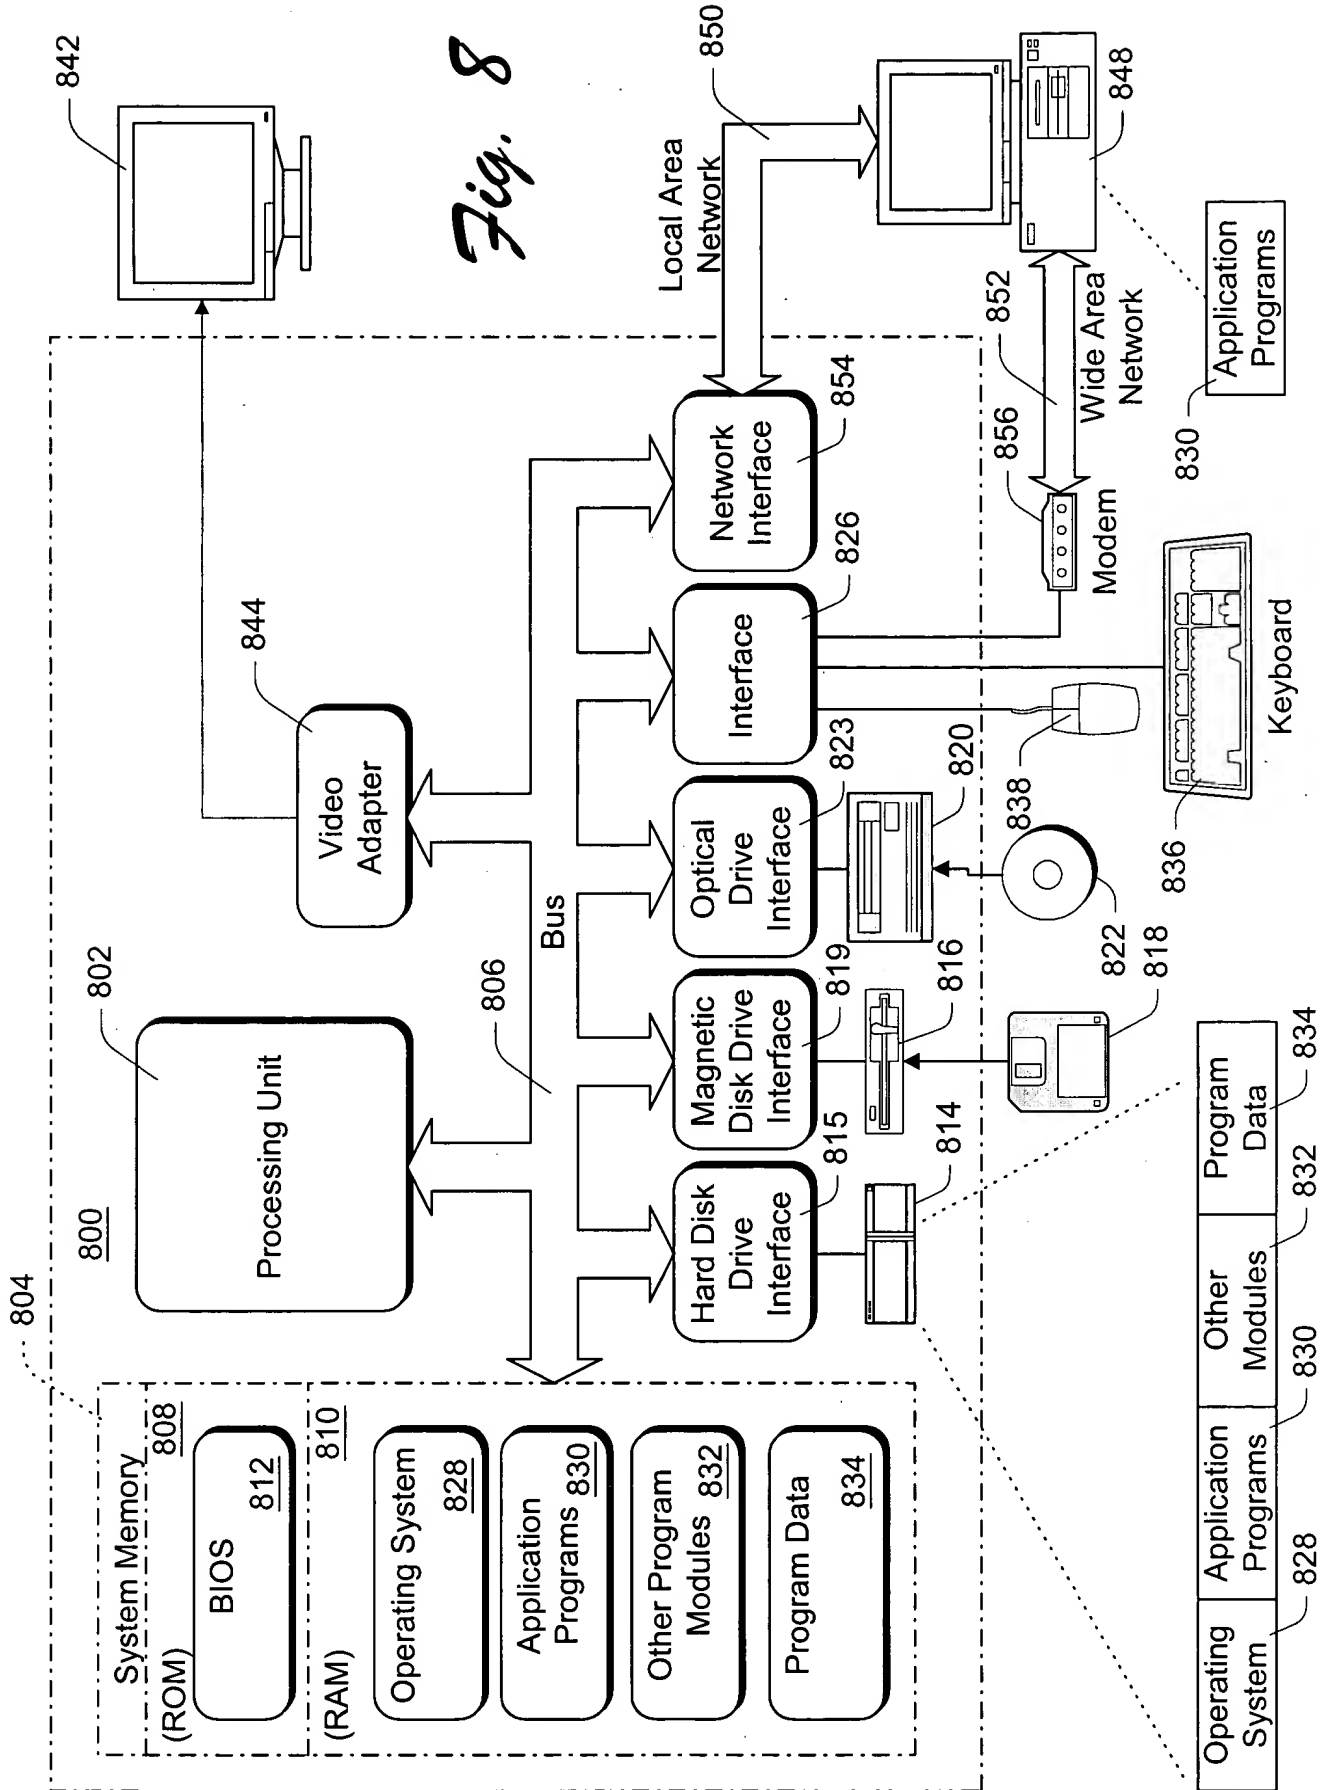 804
800
802
Processing Unit
844
Video
Adapter
842
System Memory
(ROM) 808
BIOS
812
(RAM) 810
Operating System
828
Application
Programs 830
Other Program
Modules 832
Program Data
834
806
Bus
Hard Disk
Drive
Interface
815
Magnetic
Disk Drive
Interface
819
Optical
Drive
Interface
823
Interface
826
Network
Interface
854
Local Area
Network
850
Fig. 8
814
816
820
818
822
838
836
Keyboard
Modem
856
852
Wide Area
Network
848
830
Application
Programs
Operating
System
828
Application
Programs
830
Other
Modules
832
Program
Data
834